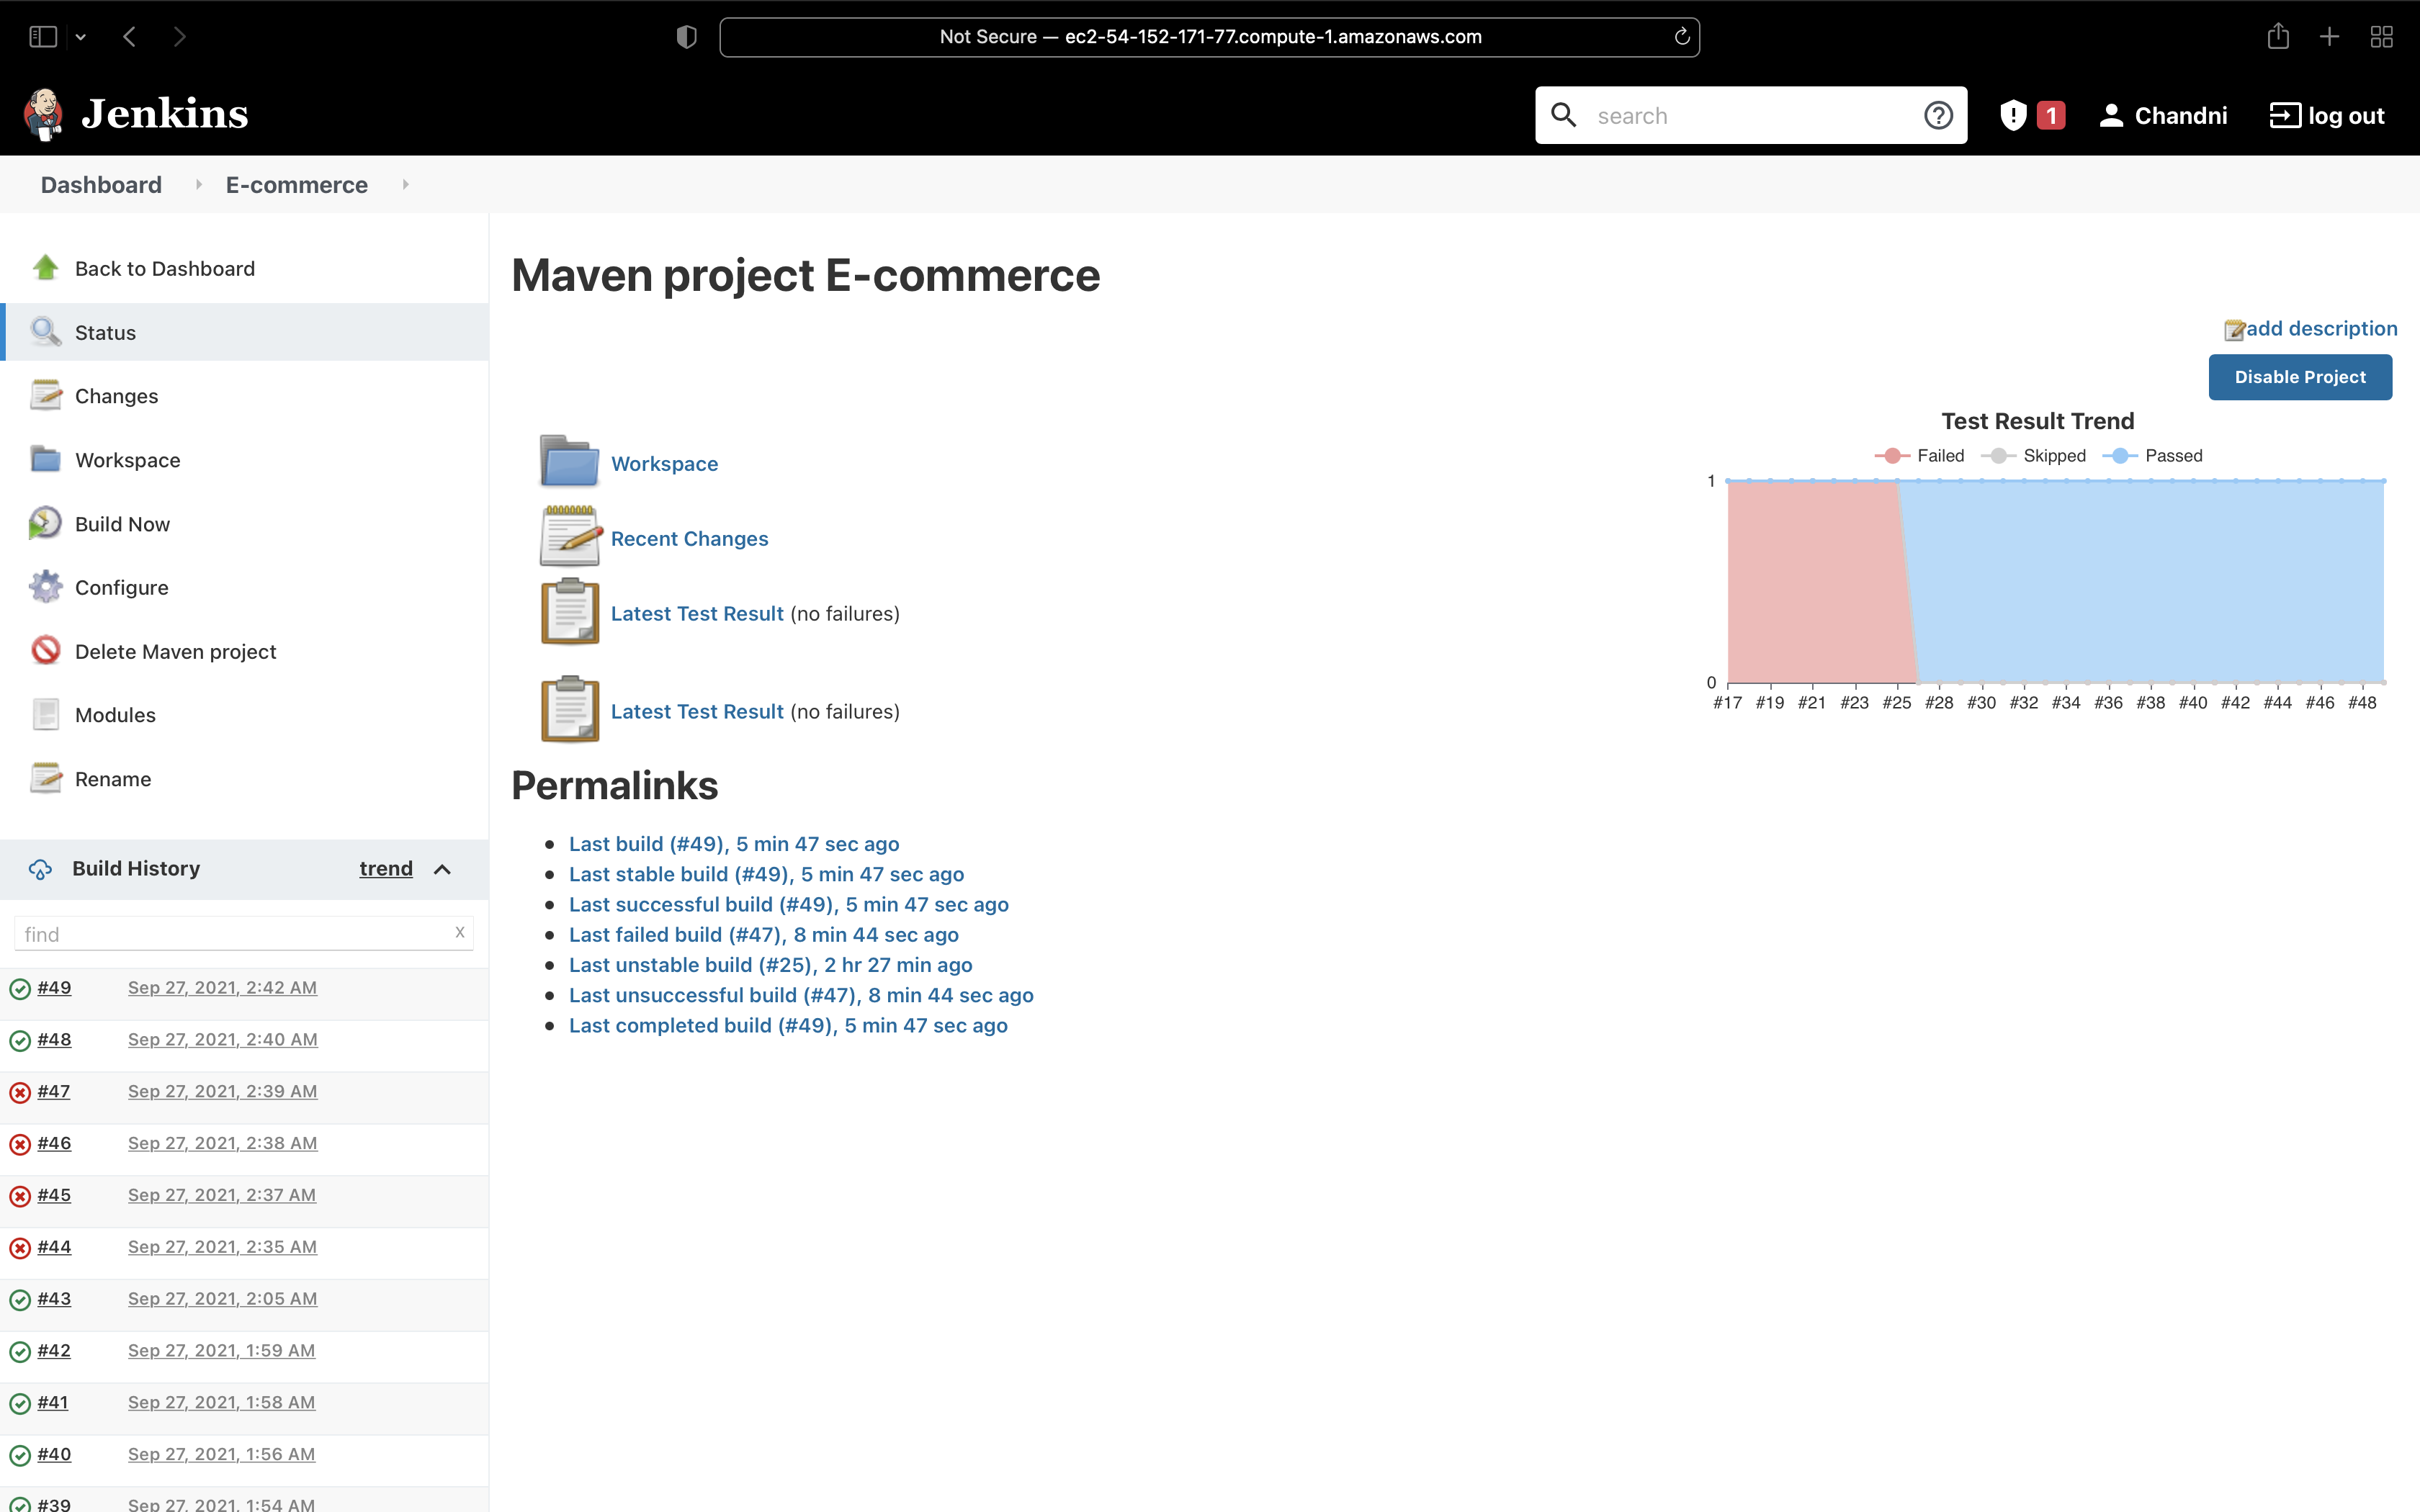 Not Secure — ec2-54-152-171-77.compute-1.amazonaws.com
Jenkins
search
1
Chandni
log out
Dashboard
E-commerce
Back to Dashboard
Status
Changes
Workspace
Build Now
Configure
Delete Maven project
Modules
Rename
Build History
trend
find
x
#49 Sep 27, 2021, 2:42 AM
#48 Sep 27, 2021, 2:40 AM
#47 Sep 27, 2021, 2:39 AM
#46 Sep 27, 2021, 2:38 AM
#45 Sep 27, 2021, 2:37 AM
#44 Sep 27, 2021, 2:35 AM
#43 Sep 27, 2021, 2:05 AM
#42 Sep 27, 2021, 1:59 AM
#41 Sep 27, 2021, 1:58 AM
#40 Sep 27, 2021, 1:56 AM
#39 Sep 27, 2021, 1:54 AM
Maven project E-commerce
add description
Disable Project
Workspace
Recent Changes
Latest Test Result (no failures)
Latest Test Result (no failures)
Test Result Trend
Failed Skipped Passed
1
0
#17 #19 #21 #23 #25 #28 #30 #32 #34 #36 #38 #40 #42 #44 #46 #48
Permalinks
Last build (#49), 5 min 47 sec ago
Last stable build (#49), 5 min 47 sec ago
Last successful build (#49), 5 min 47 sec ago
Last failed build (#47), 8 min 44 sec ago
Last unstable build (#25), 2 hr 27 min ago
Last unsuccessful build (#47), 8 min 44 sec ago
Last completed build (#49), 5 min 47 sec ago